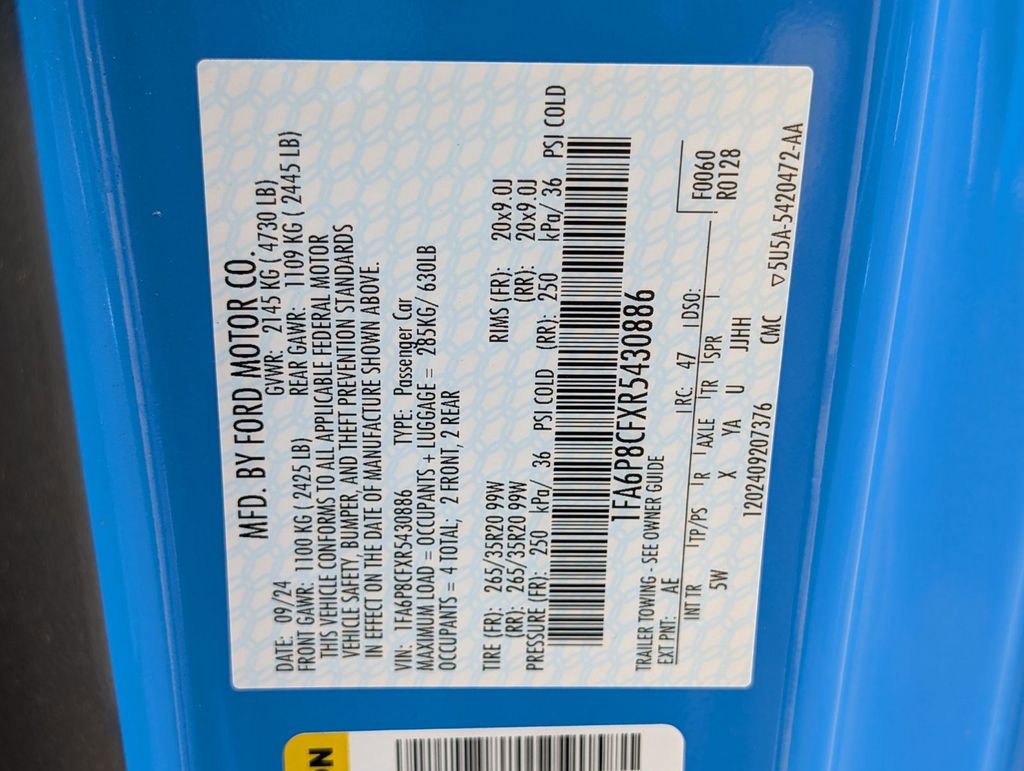 MFD. BY FORD MOTOR CO.
DATE: 09/24 GVWR: 2145 KG ( 4730 LB)
FRONT GAWR: 1100 KG ( 2425 LB) REAR GAWR: 1109 KG ( 2445 LB)
THIS VEHICLE CONFORMS TO ALL APPLICABLE FEDERAL MOTOR
VEHICLE SAFETY, BUMPER, AND THEFT PREVENTION STANDARDS
IN EFFECT ON THE DATE OF MANUFACTURE SHOWN ABOVE.
VIN: 1FA6P8CFXR5430886 TYPE: Passenger Car
MAXIMUM LOAD = OCCUPANTS + LUGGAGE = 285KG/ 630LB
OCCUPANTS = 4 TOTAL; 2 FRONT, 2 REAR
TIRE (FR): 265/35R20 99W RIMS (FR): 20x9.0J
(RR): 265/35R20 99W (RR): 20x9.0J
PRESSURE (FR): 250 kPa/ 36 PSI COLD (RR): 250 kPa/ 36 PSI COLD
1FA6P8CFXR5430886
TRAILER TOWING - SEE OWNER GUIDE
EXT PNT: AE RC: 47 DSO: F0060
INT TR TP/PS R AXLE TR SPR R0128
5W X YA U JJHH
1202409207376 CMC ▽5U5A-5420472-AA
ON